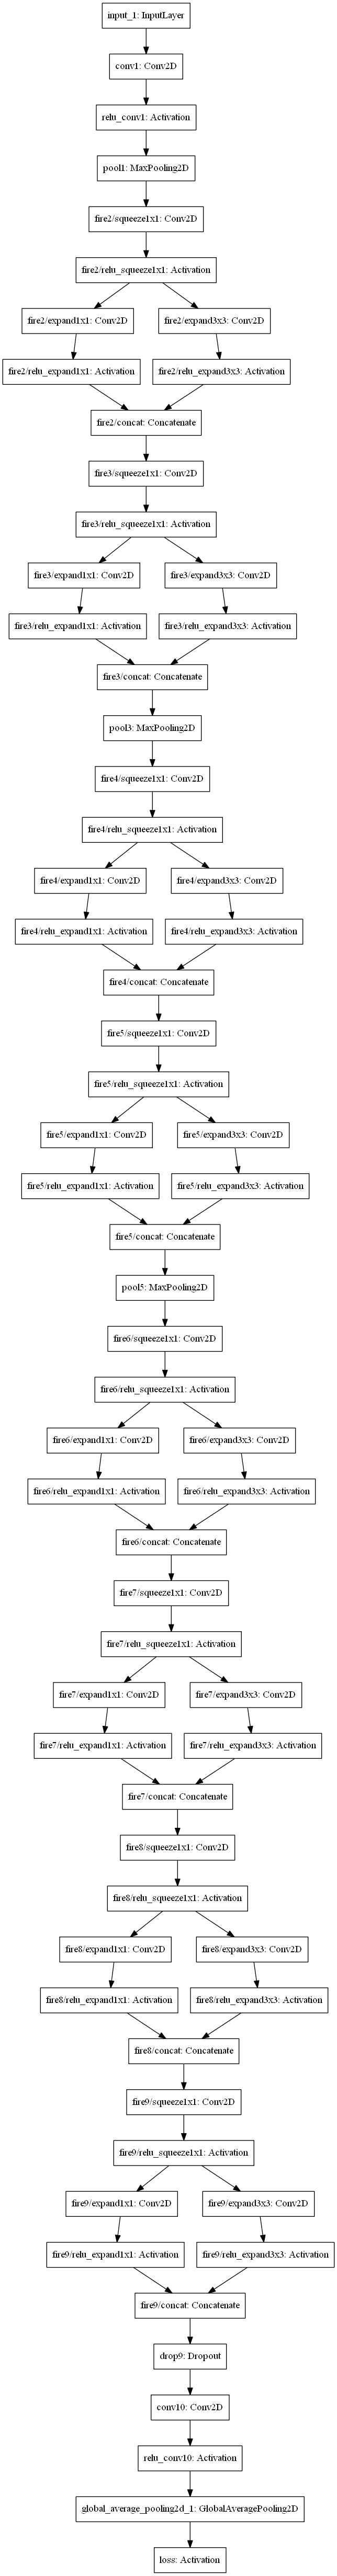 input_1: InputLayer
conv1: Conv2D
relu_conv1: Activation
pool1: MaxPooling2D
fire2/squeeze1x1: Conv2D
fire2/relu_squeeze1x1: Activation
fire2/expand1x1: Conv2D
fire2/expand3x3: Conv2D
fire2/relu_expand1x1: Activation
fire2/relu_expand3x3: Activation
fire2/concat: Concatenate
fire3/squeeze1x1: Conv2D
fire3/relu_squeeze1x1: Activation
fire3/expand1x1: Conv2D
fire3/expand3x3: Conv2D
fire3/relu_expand1x1: Activation
fire3/relu_expand3x3: Activation
fire3/concat: Concatenate
pool3: MaxPooling2D
fire4/squeeze1x1: Conv2D
fire4/relu_squeeze1x1: Activation
fire4/expand1x1: Conv2D
fire4/expand3x3: Conv2D
fire4/relu_expand1x1: Activation
fire4/relu_expand3x3: Activation
fire4/concat: Concatenate
fire5/squeeze1x1: Conv2D
fire5/relu_squeeze1x1: Activation
fire5/expand1x1: Conv2D
fire5/expand3x3: Conv2D
fire5/relu_expand1x1: Activation
fire5/relu_expand3x3: Activation
fire5/concat: Concatenate
pool5: MaxPooling2D
fire6/squeeze1x1: Conv2D
fire6/relu_squeeze1x1: Activation
fire6/expand1x1: Conv2D
fire6/expand3x3: Conv2D
fire6/relu_expand1x1: Activation
fire6/relu_expand3x3: Activation
fire6/concat: Concatenate
fire7/squeeze1x1: Conv2D
fire7/relu_squeeze1x1: Activation
fire7/expand1x1: Conv2D
fire7/expand3x3: Conv2D
fire7/relu_expand1x1: Activation
fire7/relu_expand3x3: Activation
fire7/concat: Concatenate
fire8/squeeze1x1: Conv2D
fire8/relu_squeeze1x1: Activation
fire8/expand1x1: Conv2D
fire8/expand3x3: Conv2D
fire8/relu_expand1x1: Activation
fire8/relu_expand3x3: Activation
fire8/concat: Concatenate
fire9/squeeze1x1: Conv2D
fire9/relu_squeeze1x1: Activation
fire9/expand1x1: Conv2D
fire9/expand3x3: Conv2D
fire9/relu_expand1x1: Activation
fire9/relu_expand3x3: Activation
fire9/concat: Concatenate
drop9: Dropout
conv10: Conv2D
relu_conv10: Activation
global_average_pooling2d_1: GlobalAveragePooling2D
loss: Activation